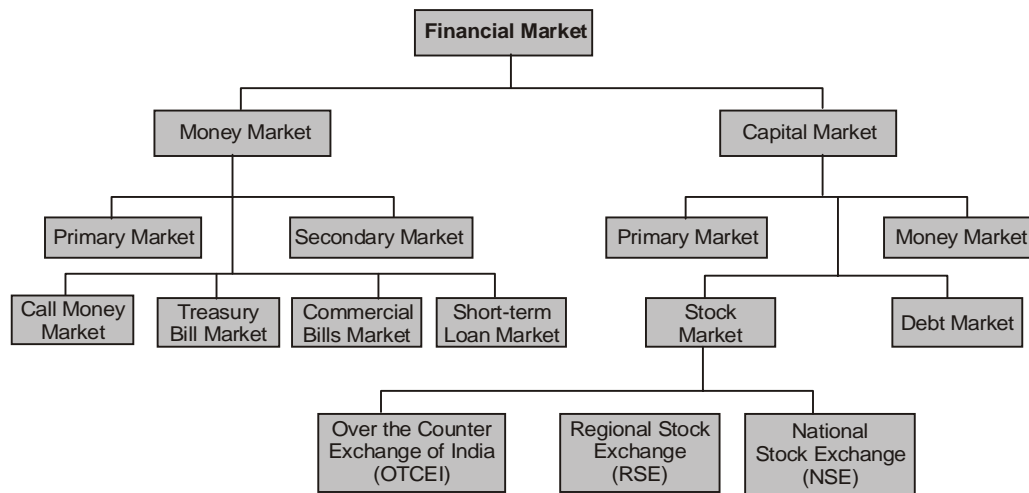 Financial Market
Money Market
Capital Market
Primary Market
Secondary Market
Primary Market
Money Market
Call Money
Market
Treasury
Bill Market
Commercial
Bills Market
Short-term
Loan Market
Stock
Market
Debt Market
Over the Counter
Exchange of India
(OTCEI)
Regional Stock
Exchange
(RSE)
National
Stock Exchange
(NSE)